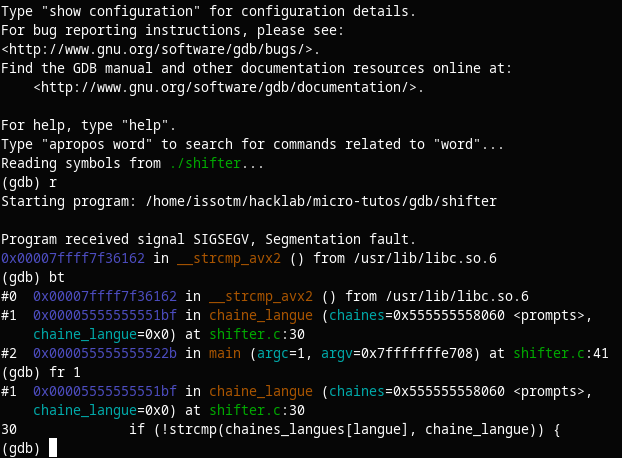 Type "show configuration" for configuration details.
For bug reporting instructions, please see:
<http://www.gnu.org/software/gdb/bugs/>.
Find the GDB manual and other documentation resources online at:
    <http://www.gnu.org/software/gdb/documentation/>.

For help, type "help".
Type "apropos word" to search for commands related to "word"...
Reading symbols from ./shifter...
(gdb) r
Starting program: /home/issotm/hacklab/micro-tutos/gdb/shifter

Program received signal SIGSEGV, Segmentation fault.
0x00007ffff7f36162 in __strcmp_avx2 () from /usr/lib/libc.so.6
(gdb) bt
#0  0x00007ffff7f36162 in __strcmp_avx2 () from /usr/lib/libc.so.6
#1  0x00005555555551bf in chaine_langue (chaines=0x555555558060 <prompts>,
    chaine_langue=0x0) at shifter.c:30
#2  0x000055555555522b in main (argc=1, argv=0x7fffffffe708) at shifter.c:41
(gdb) fr 1
#1  0x00005555555551bf in chaine_langue (chaines=0x555555558060 <prompts>,
    chaine_langue=0x0) at shifter.c:30
30              if (!strcmp(chaines_langues[langue], chaine_langue)) {
(gdb)